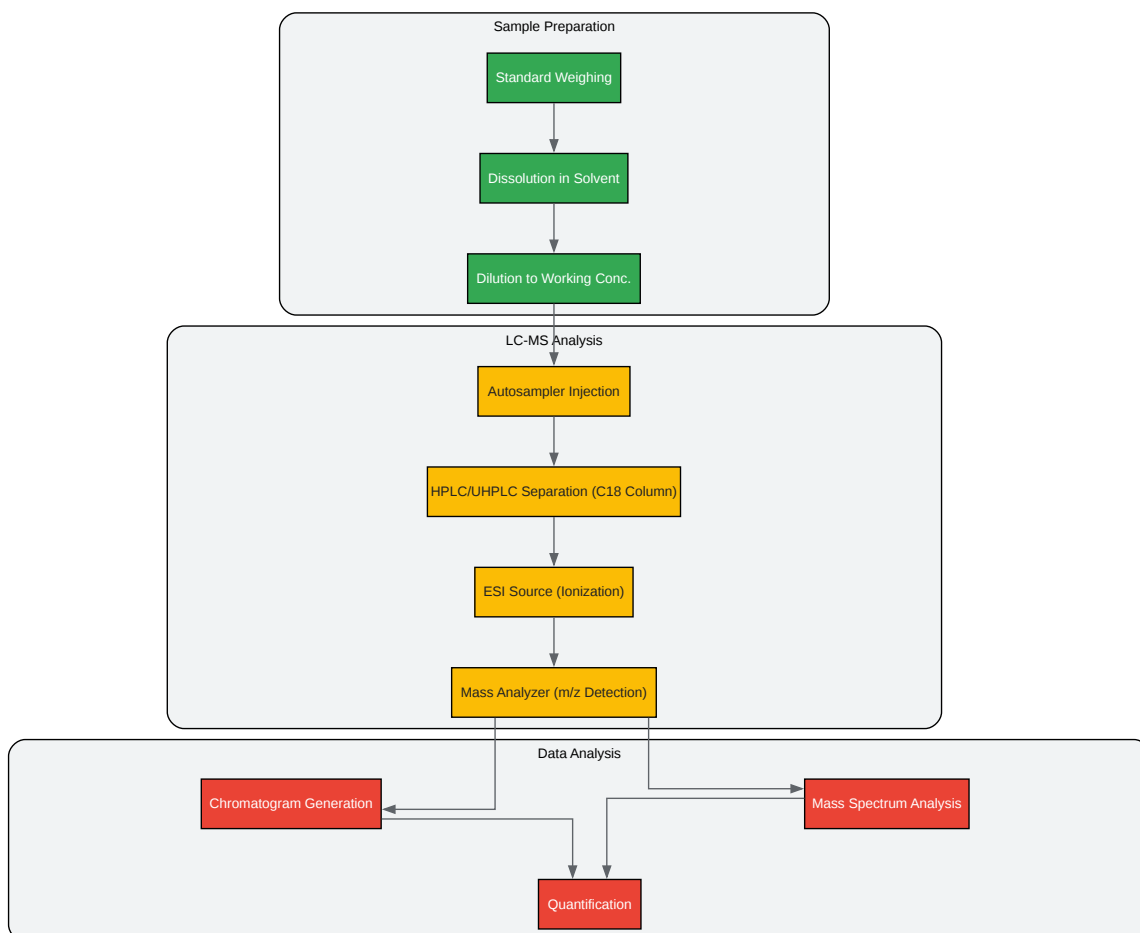 Sample Preparation
Standard Weighing
Dissolution in Solvent
Dilution to Working Conc.
LC-MS Analysis
Autosampler Injection
HPLC/UHPLC Separation (C18 Column)
ESI Source (Ionization)
Mass Analyzer (m/z Detection)
Data Analysis
Chromatogram Generation
Mass Spectrum Analysis
Quantification